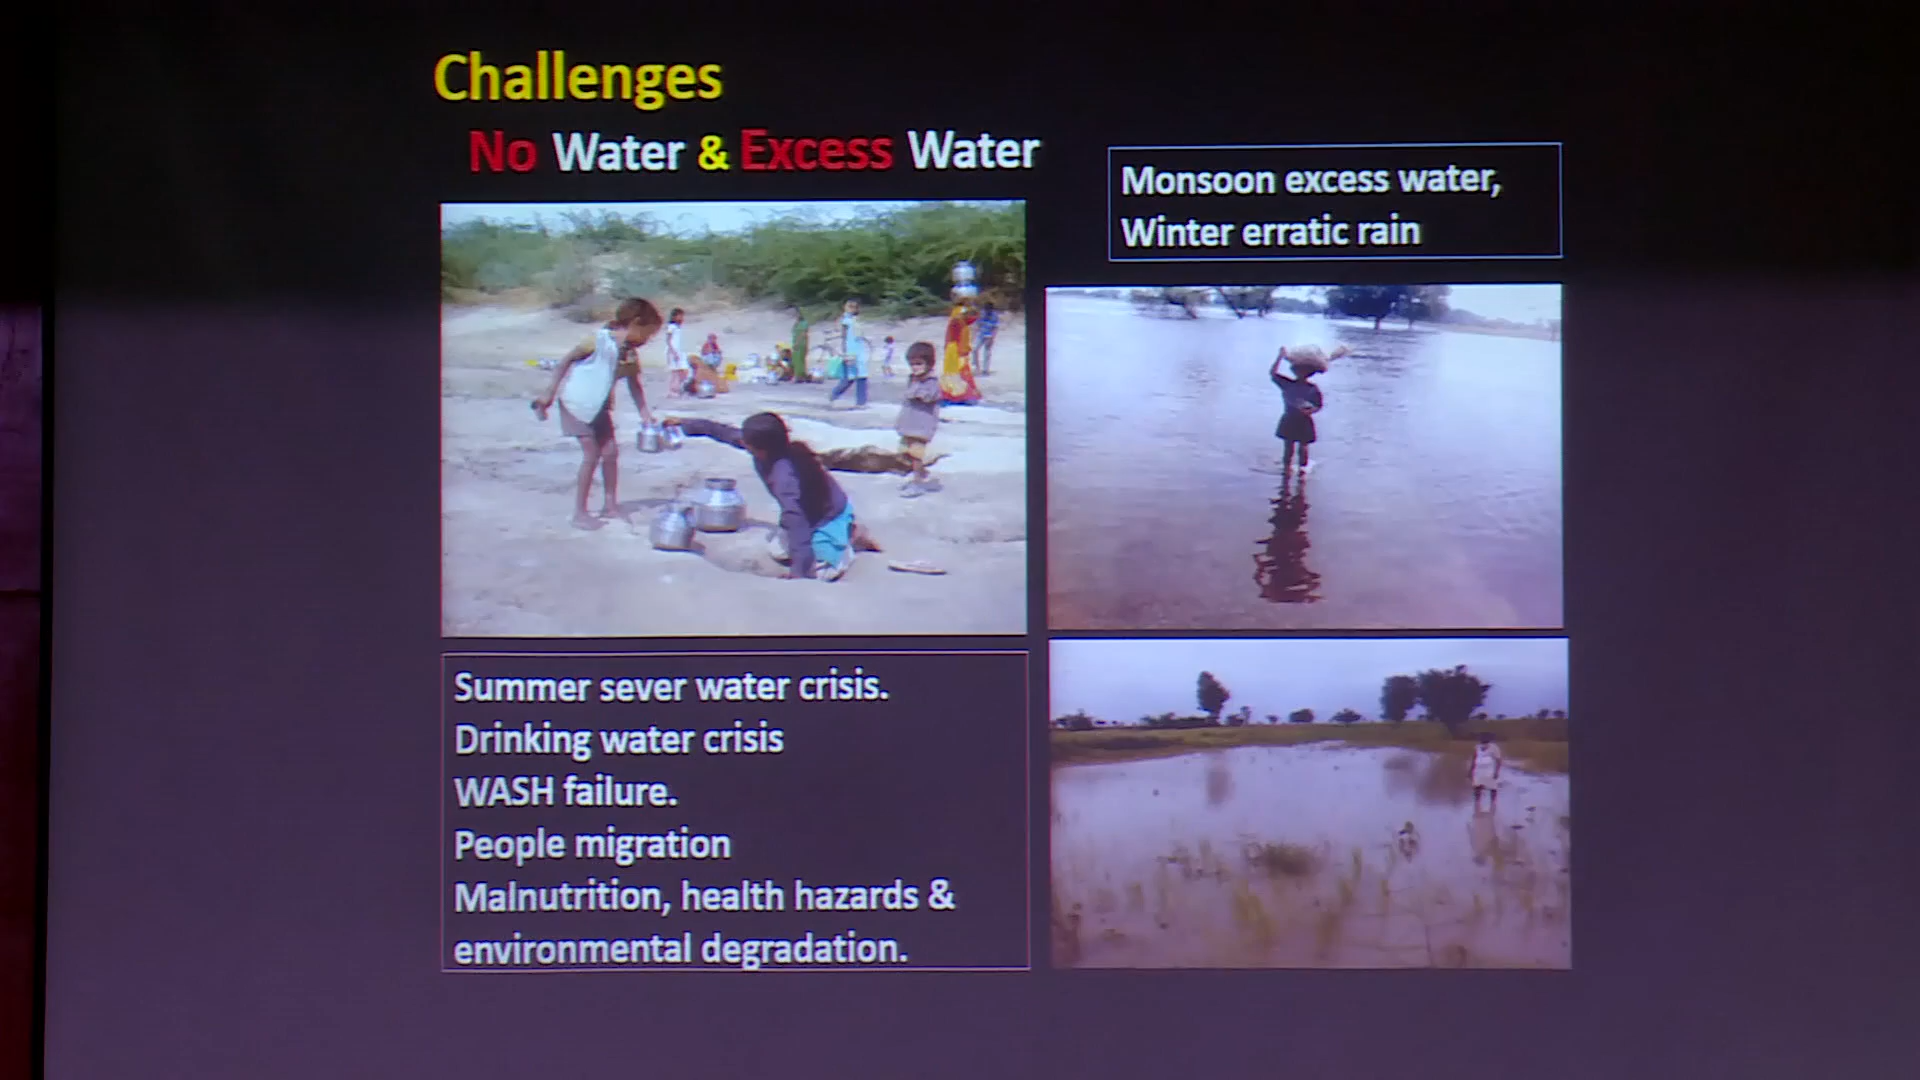 Challenges
No Water & Excess Water
Monsoon excess water,
Winter erratic rain
Summer sever water crisis.
Drinking water crisis
WASH failure.
People migration
Malnutrition, health hazards &
environmental degradation.